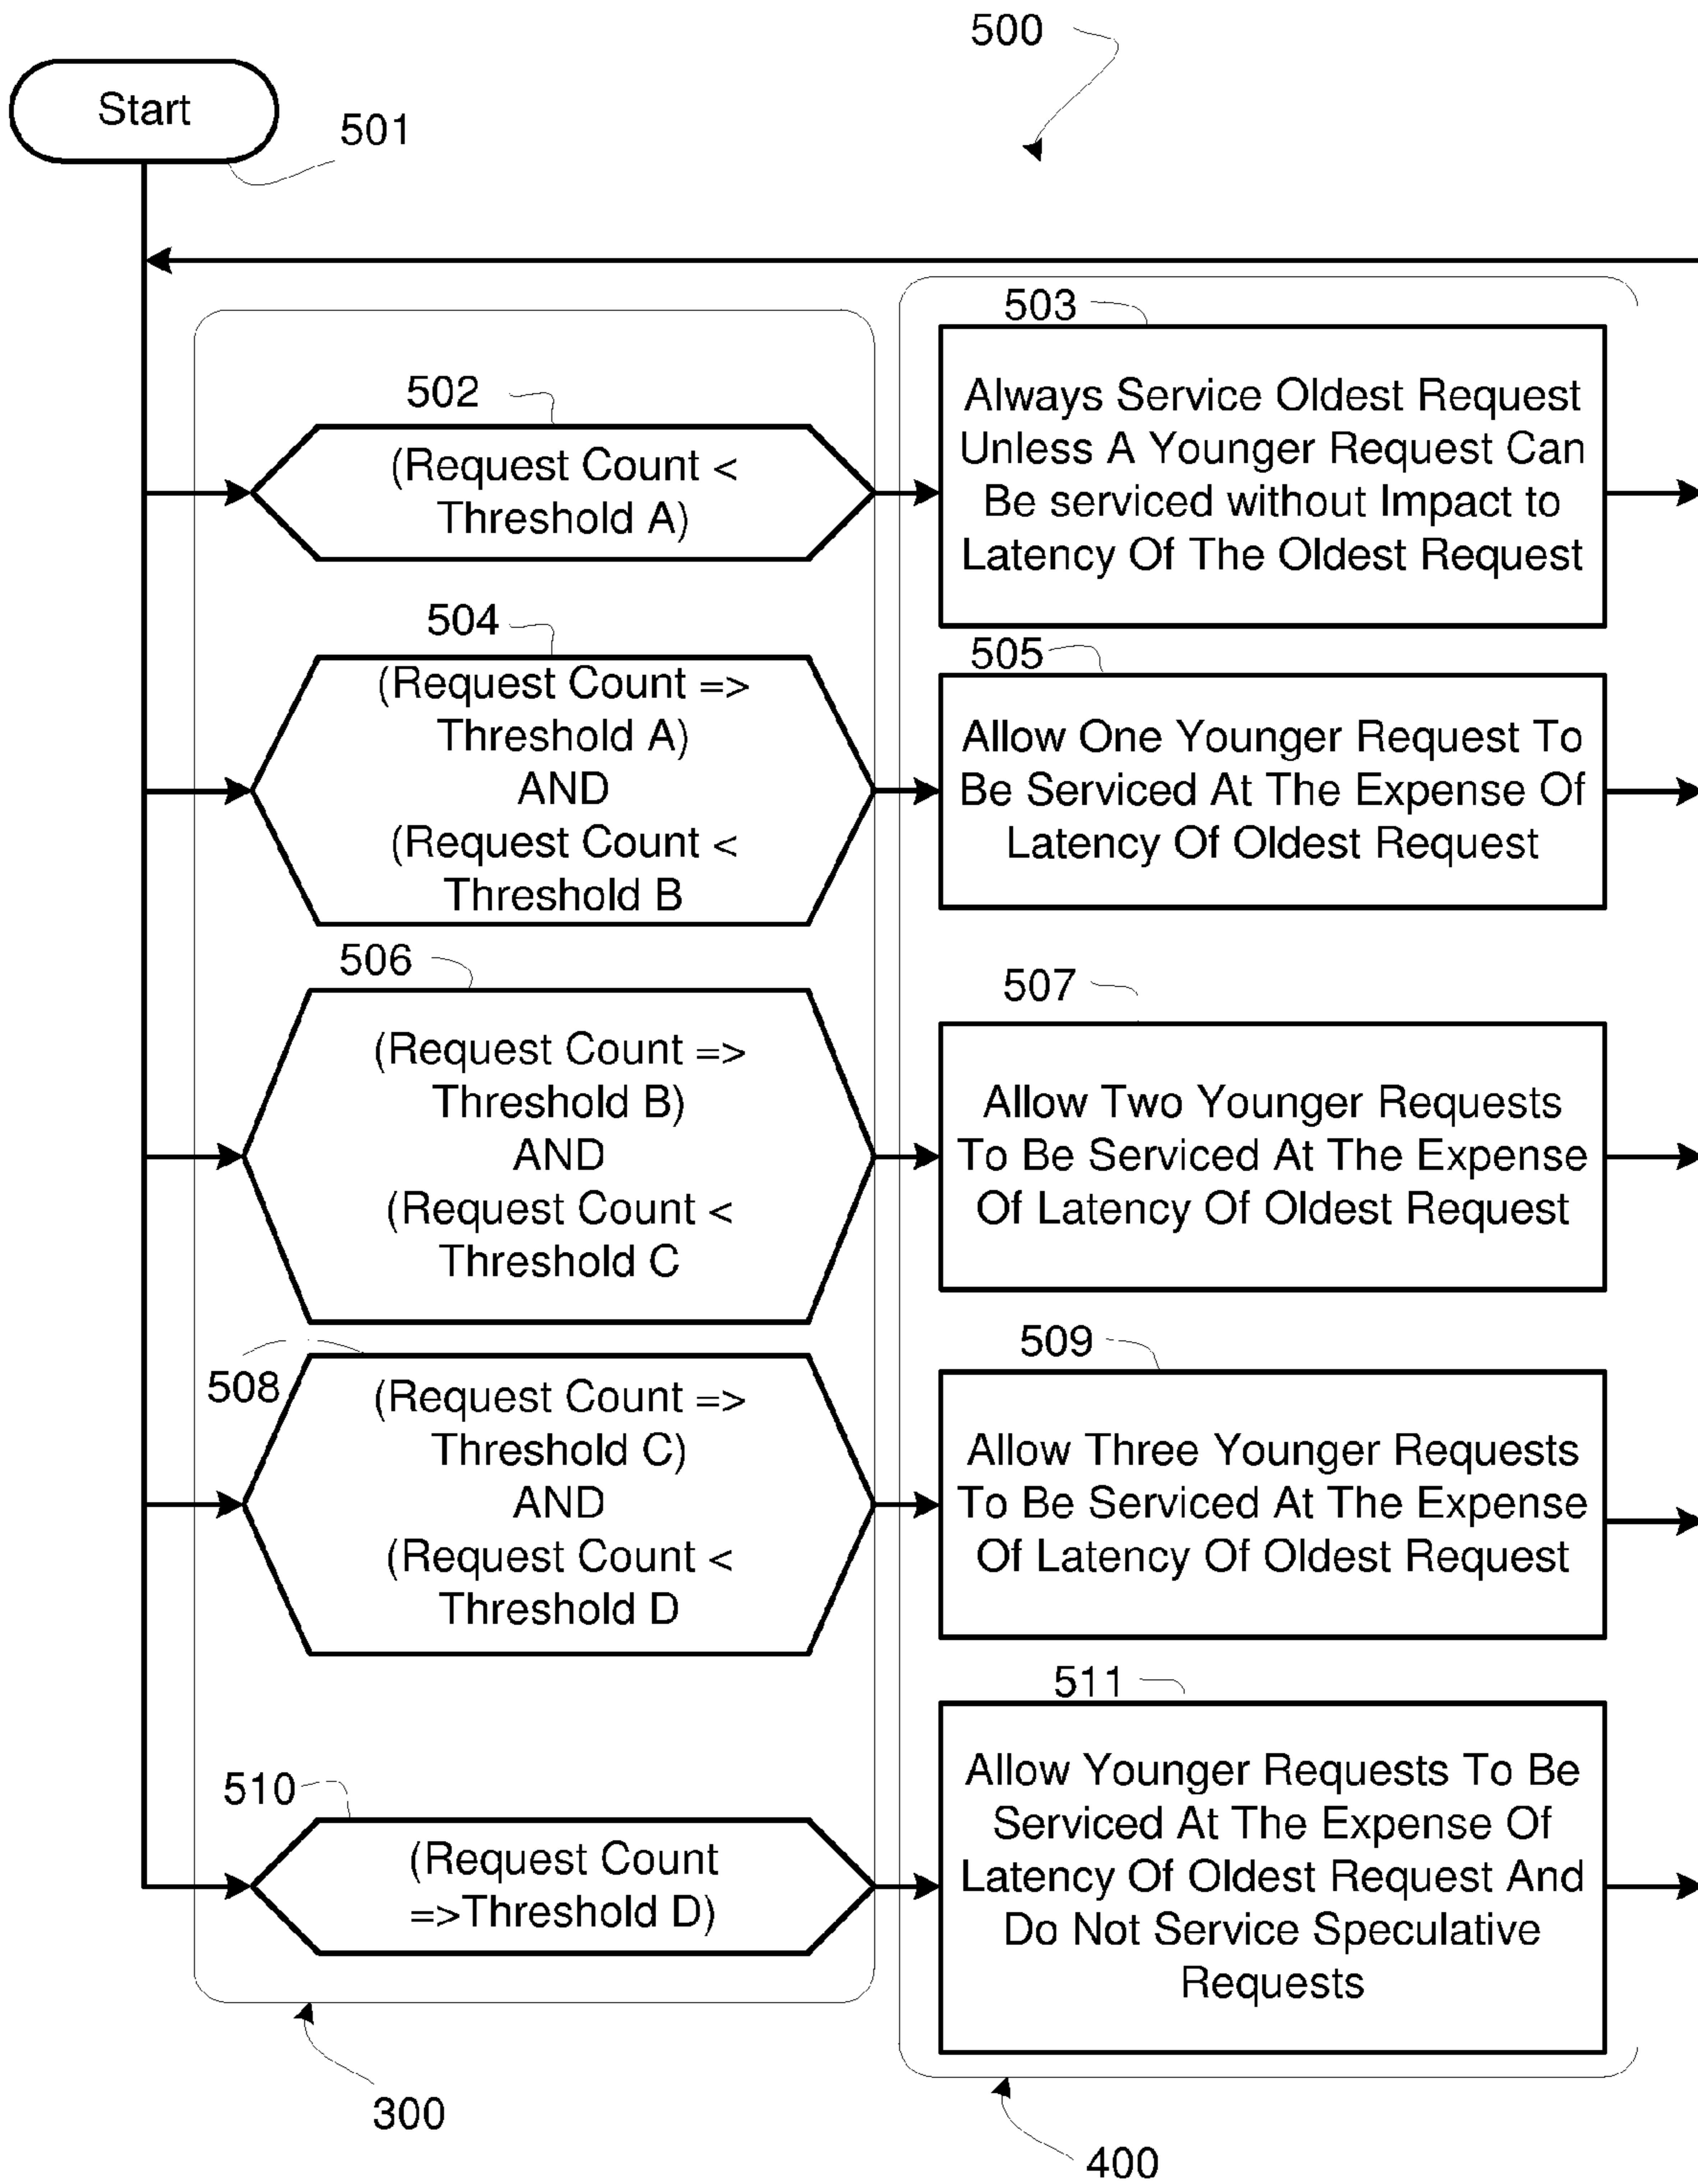 500
Start
501
502
(Request Count <
Threshold A)
503
Always Service Oldest Request
Unless A Younger Request Can
Be serviced without Impact to
Latency Of The Oldest Request
504
(Request Count =>
Threshold A)
AND
(Request Count <
Threshold B
505
Allow One Younger Request To
Be Serviced At The Expense Of
Latency Of Oldest Request
506
(Request Count =>
Threshold B)
AND
(Request Count <
Threshold C
507
Allow Two Younger Requests
To Be Serviced At The Expense
Of Latency Of Oldest Request
508
(Request Count =>
Threshold C)
AND
(Request Count <
Threshold D
509
Allow Three Younger Requests
To Be Serviced At The Expense
Of Latency Of Oldest Request
510
(Request Count
=>Threshold D)
511
Allow Younger Requests To Be
Serviced At The Expense Of
Latency Of Oldest Request And
Do Not Service Speculative
Requests
300
400